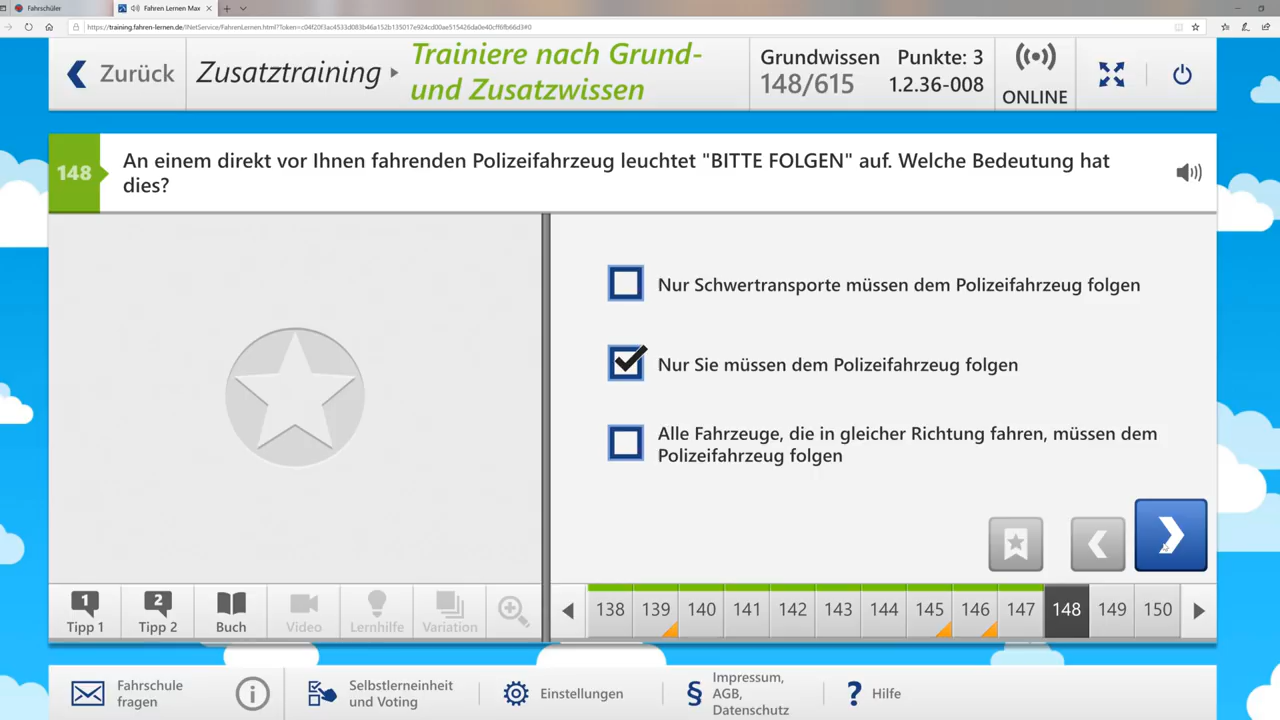 Fahrschüler
Fahren Lernen Max
Zurück
Zusatztraining
Trainiere nach Grund-
und Zusatzwissen
Grundwissen
148/615
Punkte: 3
1.2.36-008
ONLINE
148
An einem direkt vor Ihnen fahrenden Polizeifahrzeug leuchtet "BITTE FOLGEN" auf. Welche Bedeutung hat
dies?
Nur Schwertransporte müssen dem Polizeifahrzeug folgen
Nur Sie müssen dem Polizeifahrzeug folgen
Alle Fahrzeuge, die in gleicher Richtung fahren, müssen dem
Polizeifahrzeug folgen
1
Tipp 1
2
Tipp 2
Buch
Video
Lernhilfe
Variation
138 139 140 141 142 143 144 145 146 147 148 149 150
Fahrschule
fragen
Selbstlerneinheit
und Voting
Einstellungen
§
Impressum,
AGB,
Datenschutz
?
Hilfe